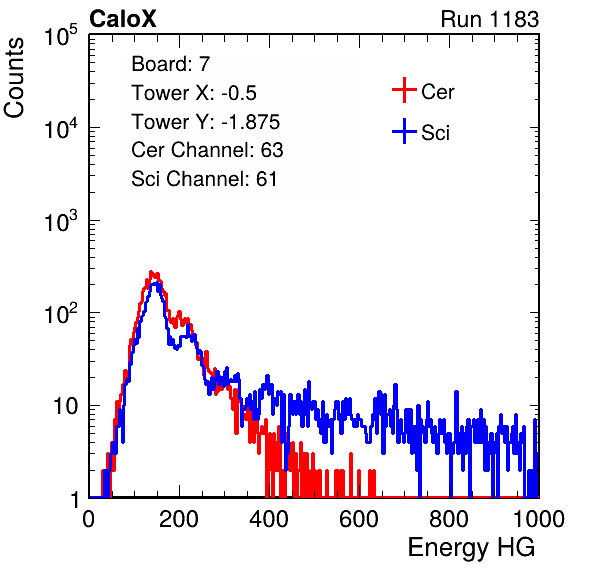 CaloX Run 1183
Counts
10^5
10^4
10^3
10^2
10
1
Board: 7
Tower X: -0.5
Tower Y: -1.875
Cer Channel: 63
Sci Channel: 61
Cer
Sci
0 200 400 600 800 1000
Energy HG